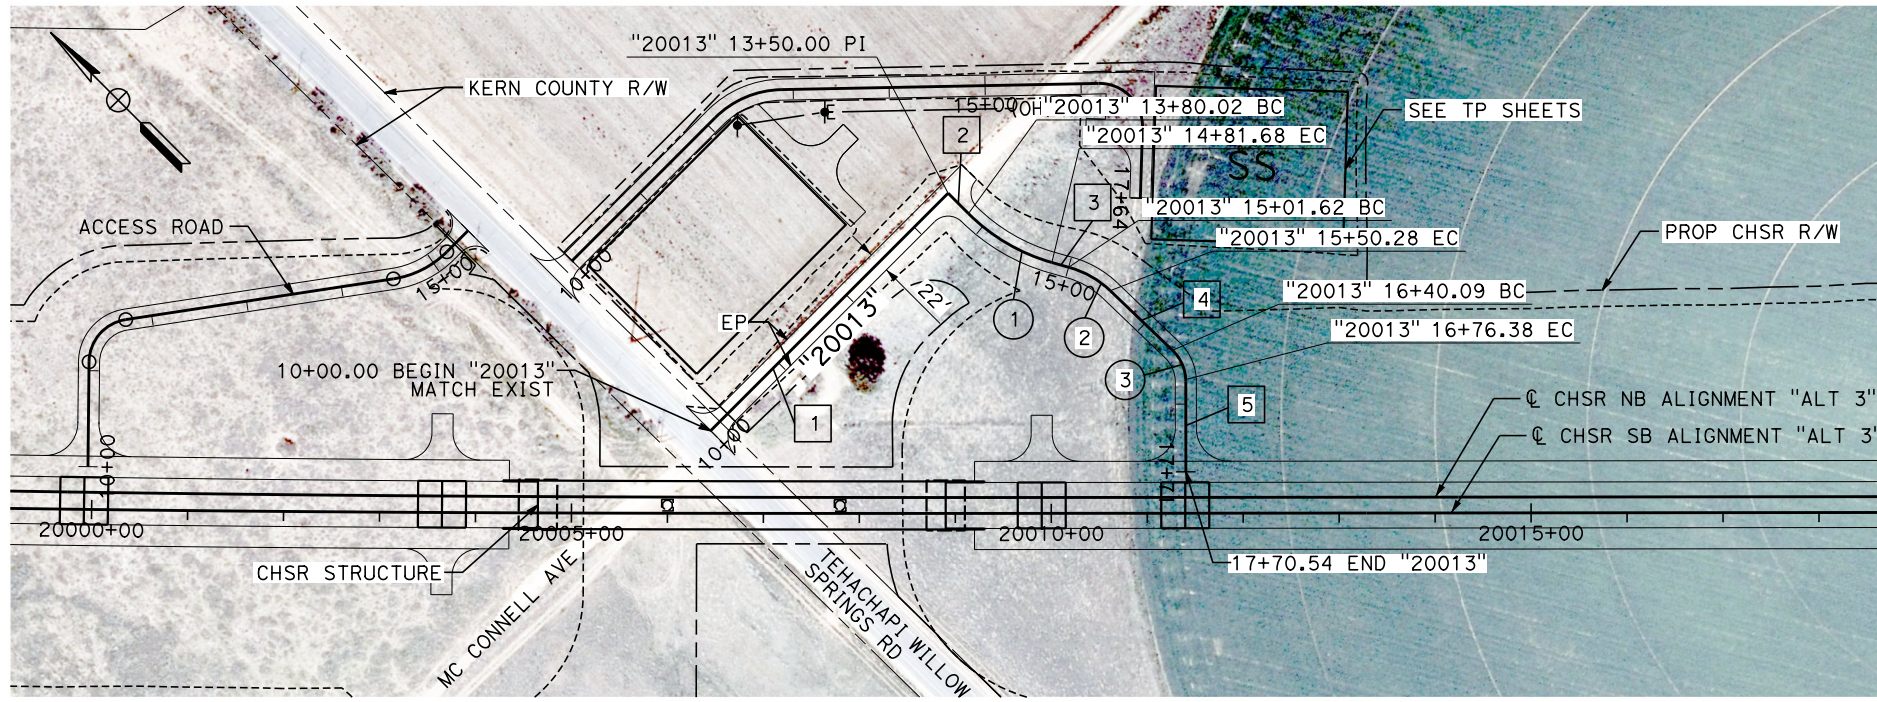 "20013" 13+50.00 PI
KERN COUNTY R/W
15+00
(OH
"20013" 13+80.02 BC
SEE TP SHEETS
E
2
"20013" 14+81.68 EC
SS
17+64
3
"20013" 15+01.62 BC
ACCESS ROAD
"20013" 15+50.28 EC
PROP CHSR R/W
15+00
10+00
15+00
22'
4
"20013" 16+40.09 BC
EP
"20013"
1
2
"20013" 16+76.38 EC
10+00.00 BEGIN "20013"
MATCH EXIST
3
5
1
℄ CHSR NB ALIGNMENT "ALT 3"
℄ CHSR SB ALIGNMENT "ALT 3"
10+00
10+00
20000+00
20005+00
20010+00
20015+00
CHSR STRUCTURE
17+70.54 END "20013"
MC CONNELL AVE
TEHACHAPI WILLOW
SPRINGS RD